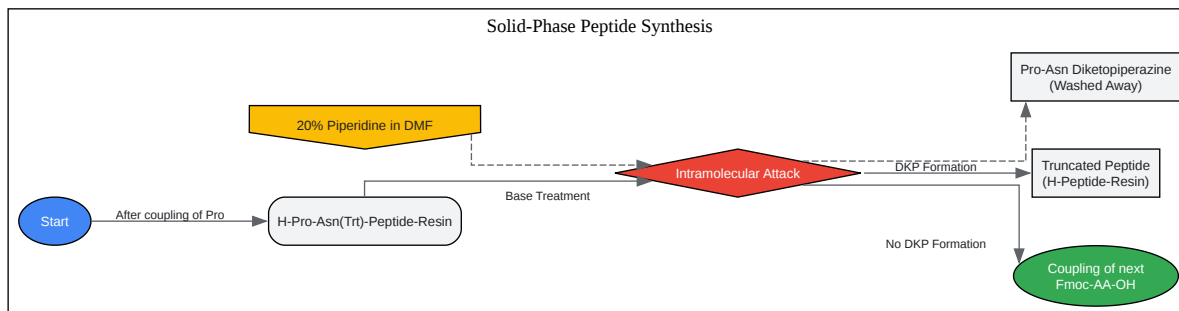 Solid-Phase Peptide Synthesis
Pro-Asn Diketopiperazine
(Washed Away)
20% Piperidine in DMF
Intramolecular Attack
DKP Formation
Truncated Peptide
(H-Peptide-Resin)
Base Treatment
Start
After coupling of Pro
H-Pro-Asn(Trt)-Peptide-Resin
No DKP Formation
Coupling of next
Fmoc-AA-OH